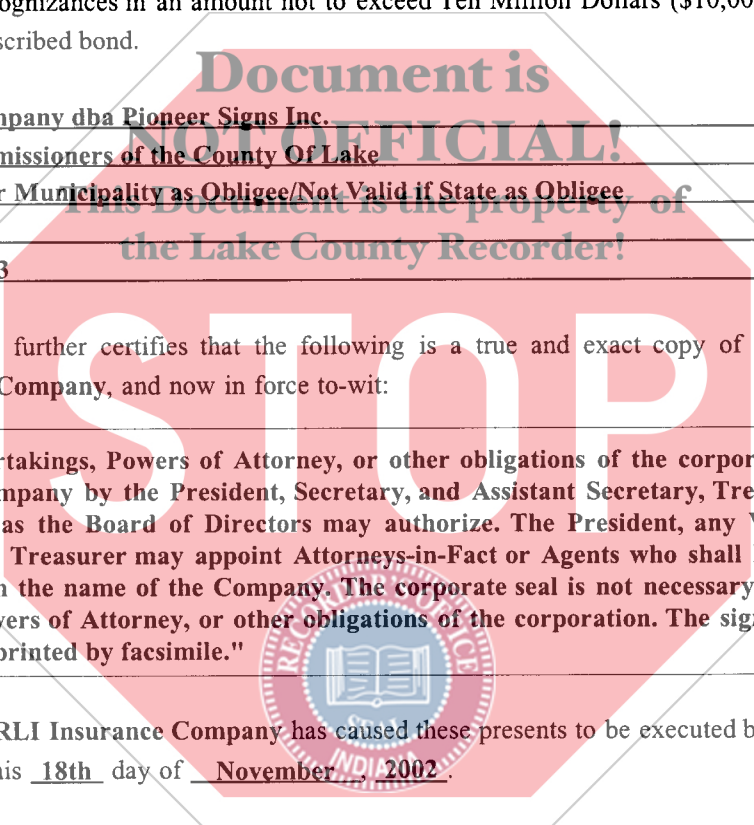 ognizances in an amount not to exceed Ten Million Dollars ($10,00
scribed bond.
Document is
npany dba Pioneer Signs Inc.
NOT OFFICIAL!
missioners of the County Of Lake
r Municipality as Obligee/Not Valid if State as Obligee
This Document is the property of
the Lake County Recorder!
3
STOP
further certifies that the following is a true and exact copy of
Company, and now in force to-wit:
rtakings, Powers of Attorney, or other obligations of the corpor
mpany by the President, Secretary, and Assistant Secretary, Tre
as the Board of Directors may authorize. The President, any V
Treasurer may appoint Attorneys-in-Fact or Agents who shall
n the name of the Company. The corporate seal is not necessary
vers of Attorney, or other obligations of the corporation. The sig
printed by facsimile."
RECORDER'S OFFICE
SEAL
INDIANA
RLI Insurance Company has caused these presents to be executed b
his 18th day of November , 2002 .